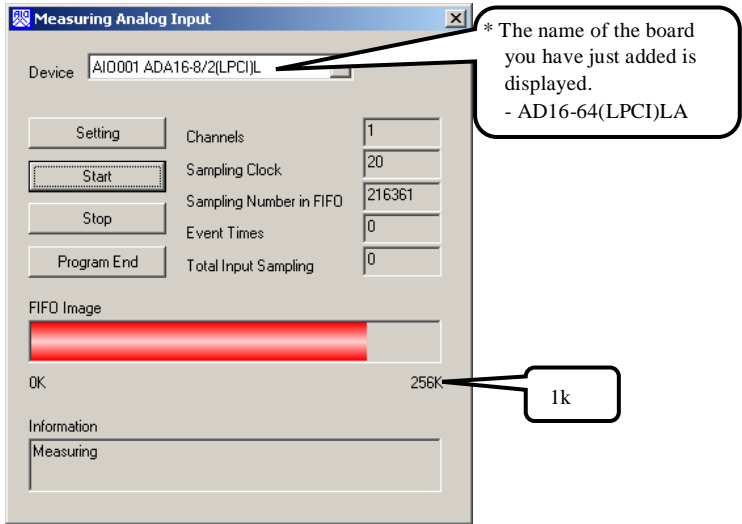 AIO
Measuring Analog Input
* The name of the board
you have just added is
displayed.
- AD16-64(LPCI)LA
Device AIO001 ADA16-8/2(LPCI)L
Setting
Start
Stop
Program End
Channels 1
Sampling Clock 20
Sampling Number in FIFO 216361
Event Times 0
Total Input Sampling 0
FIFO Image
0K 256K
1k
Information
Measuring